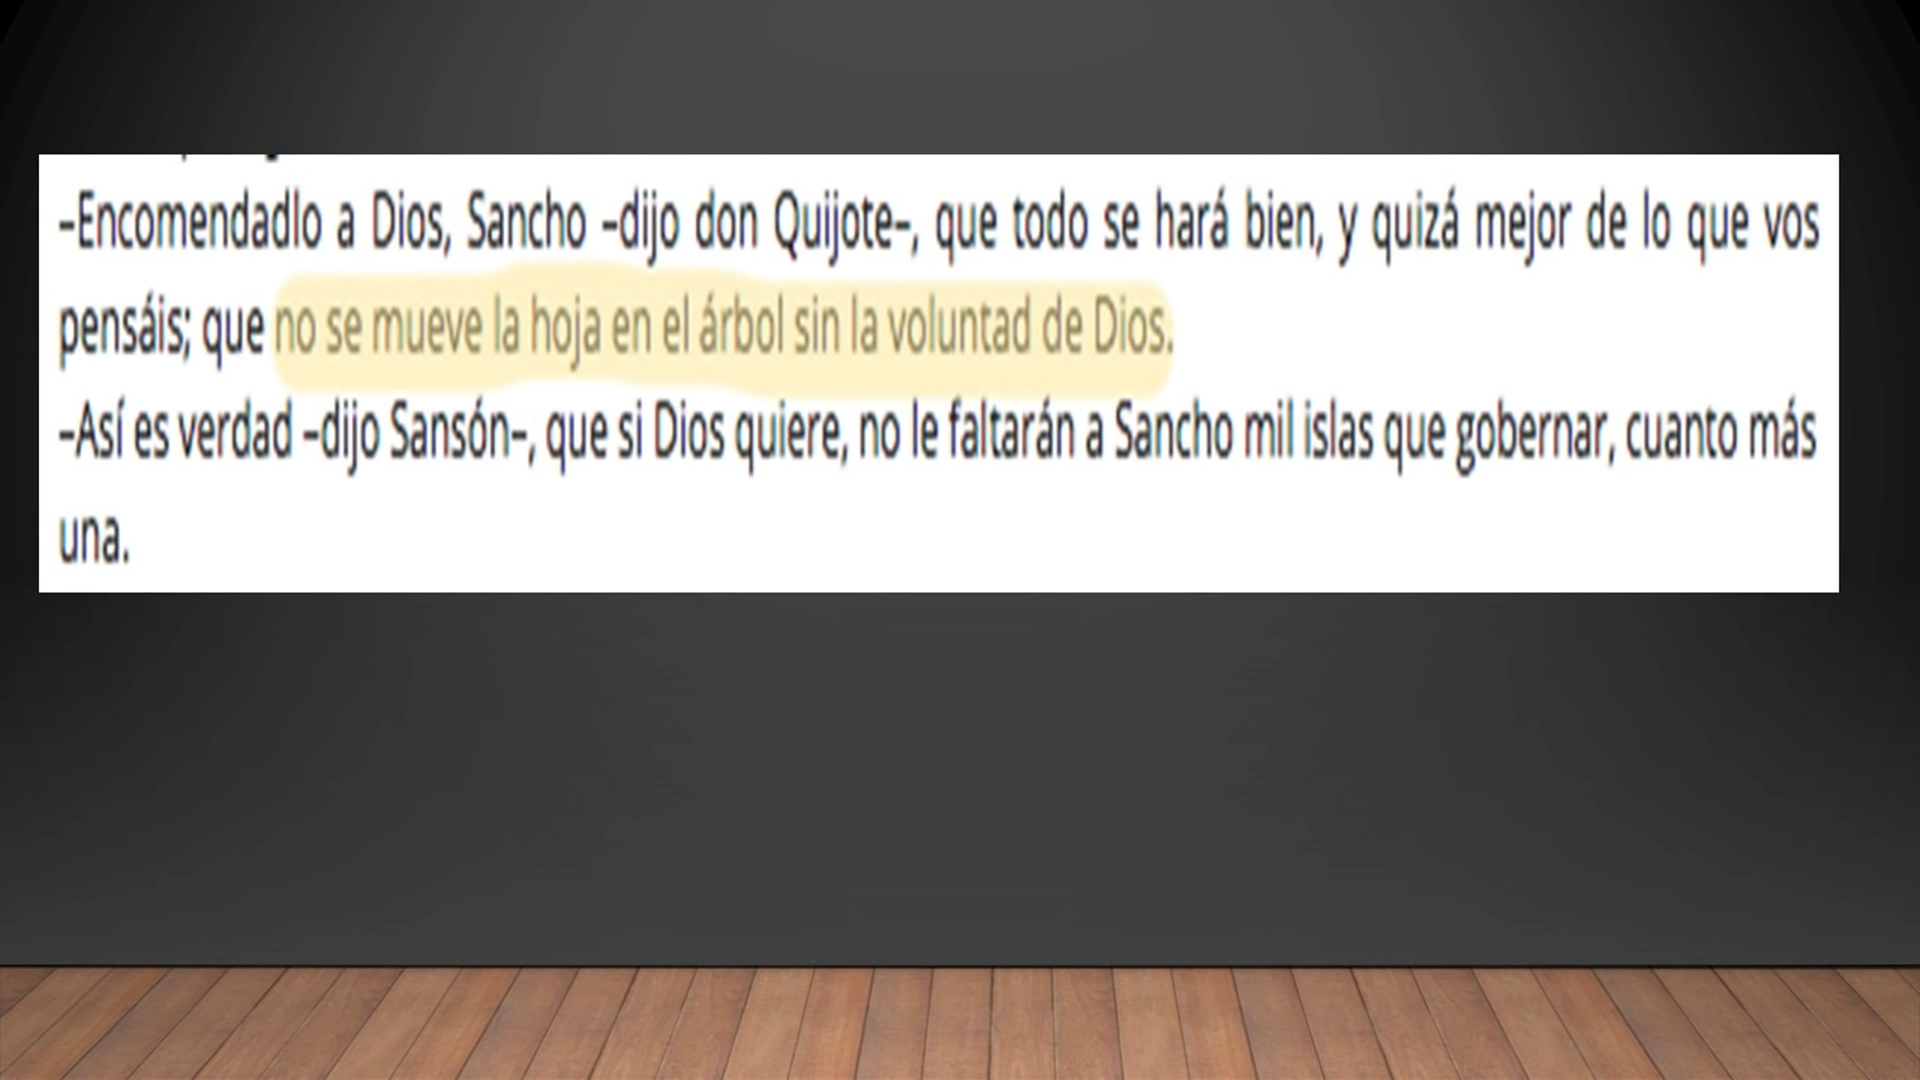 –Encomendadlo a Dios, Sancho –dijo don Quijote–, que todo se hará bien, y quizá mejor de lo que vos
pensáis; que no se mueve la hoja en el árbol sin la voluntad de Dios.
–Así es verdad –dijo Sansón–, que si Dios quiere, no le faltarán a Sancho mil islas que gobernar, cuanto más
una.